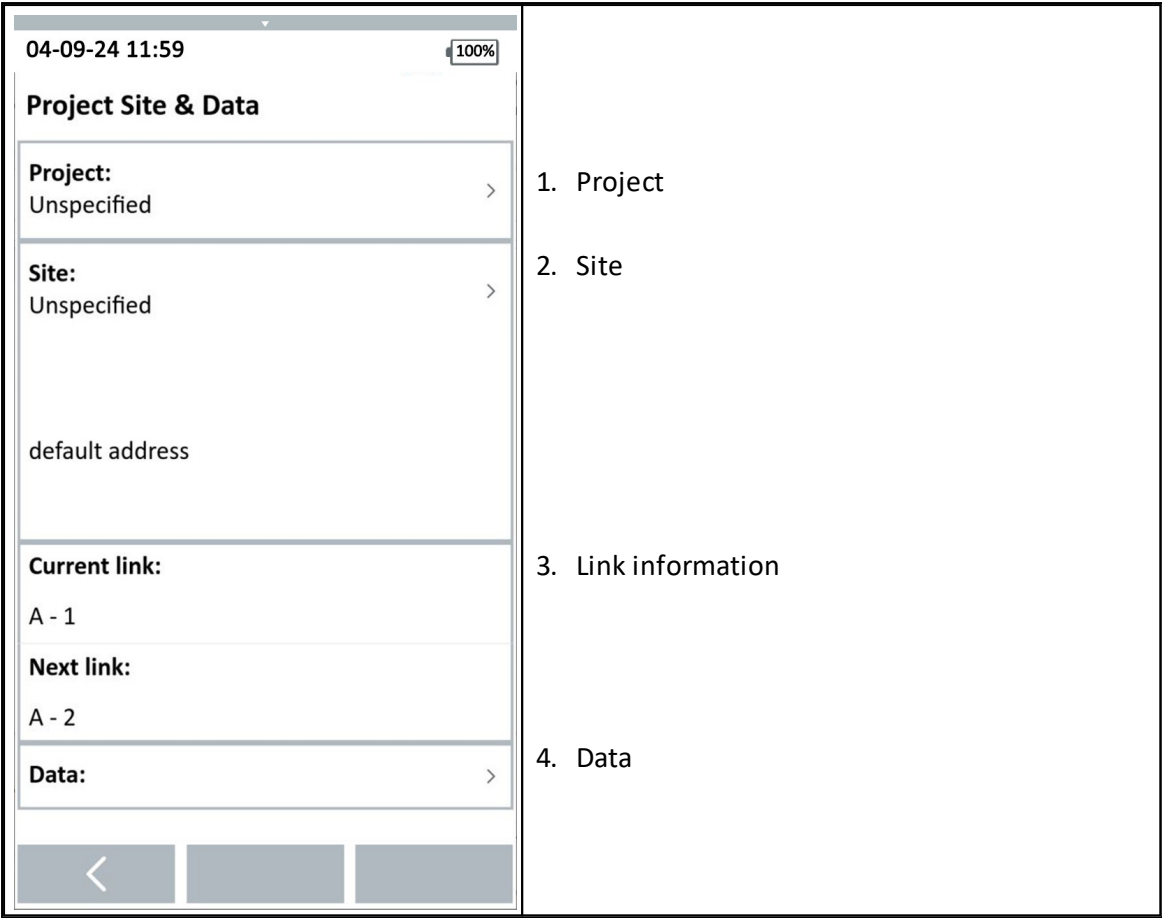 04-09-24 11:59
100%
Project Site & Data
Project:
Unspecified
Site:
Unspecified
default address
Current link:
A - 1
Next link:
A - 2
Data:
1. Project
2. Site
3. Link information
4. Data